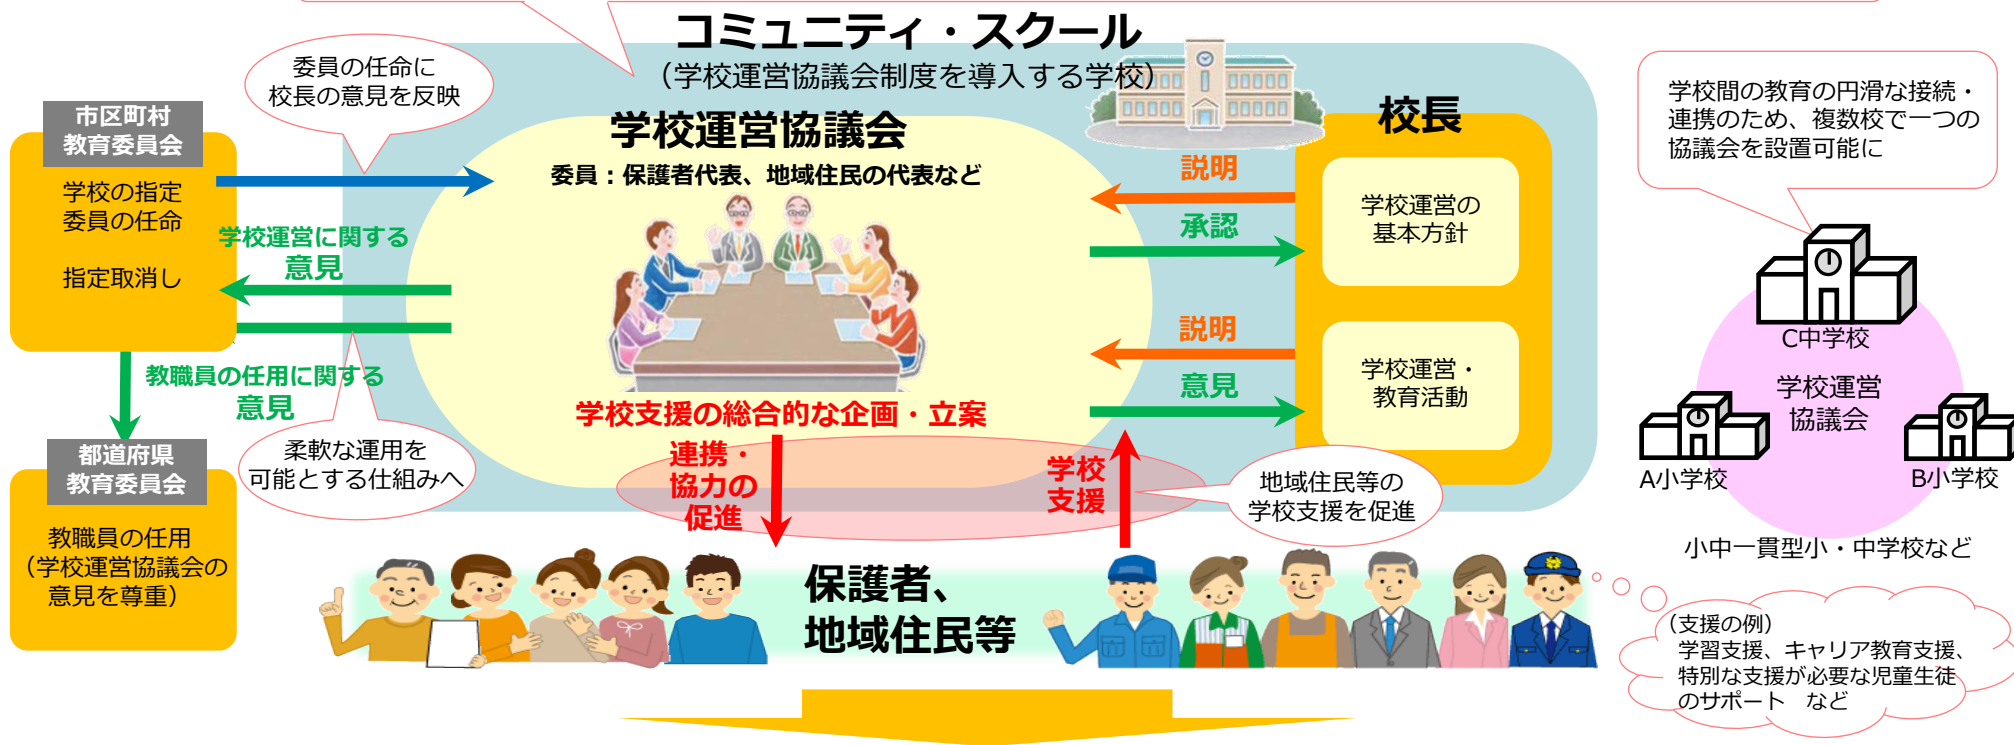 コミュニティ・スクール
（学校運営協議会制度を導入する学校）
委員の任命に
校長の意見を反映
市区町村
教育委員会
学校の指定
委員の任命
指定取消し
学校運営に関する
意見
教職員の任用に関する
意見
柔軟な運用を
可能とする仕組みへ
都道府県
教育委員会
教職員の任用
（学校運営協議会の
意見を尊重）
学校運営協議会
委員：保護者代表、地域住民の代表など
学校支援の総合的な企画・立案
連携・
協力の
促進
学校
支援
地域住民等の
学校支援を促進
説明
承認
説明
意見
校長
学校運営の
基本方針
学校運営・
教育活動
保護者、
地域住民等
学校間の教育の円滑な接続・
連携のため、複数校で一つの
協議会を設置可能に
C中学校
学校運営
協議会
A小学校
B小学校
小中一貫型小・中学校など
（支援の例）
学習支援、キャリア教育支援、
特別な支援が必要な児童生徒
のサポート　など